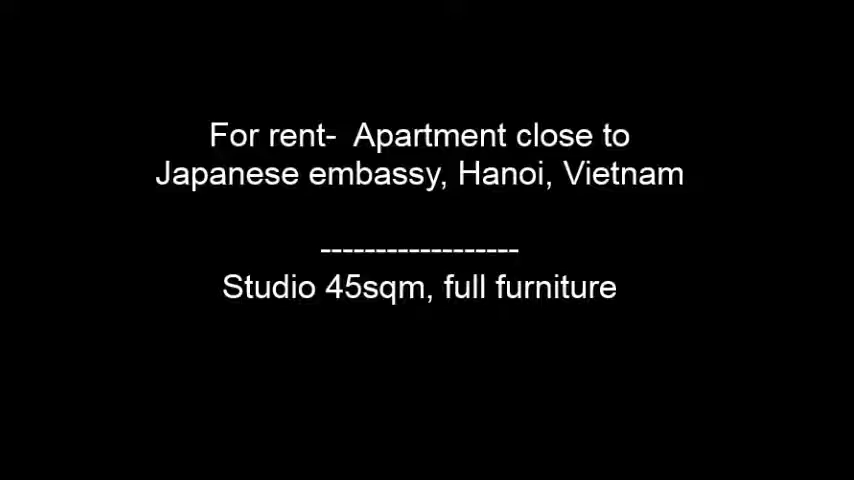 For rent-  Apartment close to
Japanese embassy, Hanoi, Vietnam
------------------
Studio 45sqm, full furniture